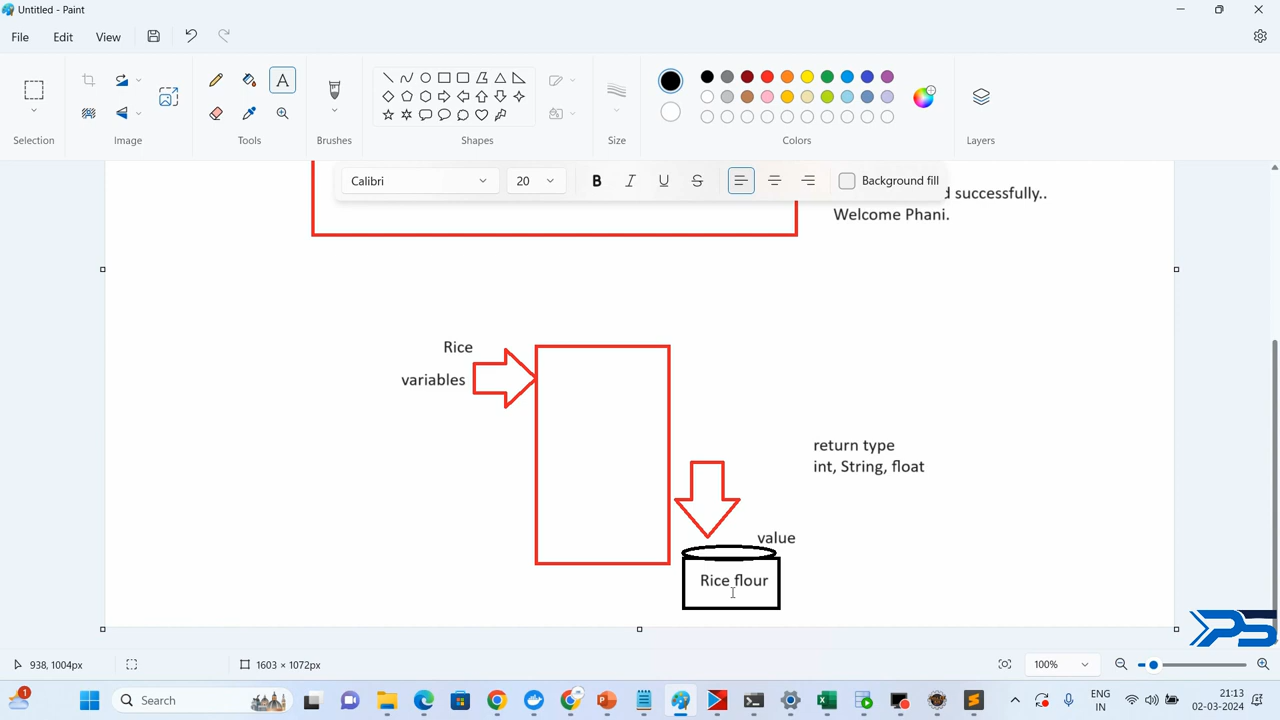 Untitled - Paint
File Edit View
Selection
Image
Tools
Brushes
Shapes
Size
Colors
Layers
Calibri
20
B I U
Background fill
d successfully..
Welcome Phani.
Rice
variables
return type
int, String, float
value
Rice flour
PS
938, 1004px
1603 × 1072px
100%
1
Search
ENG
IN
21:13
02-03-2024